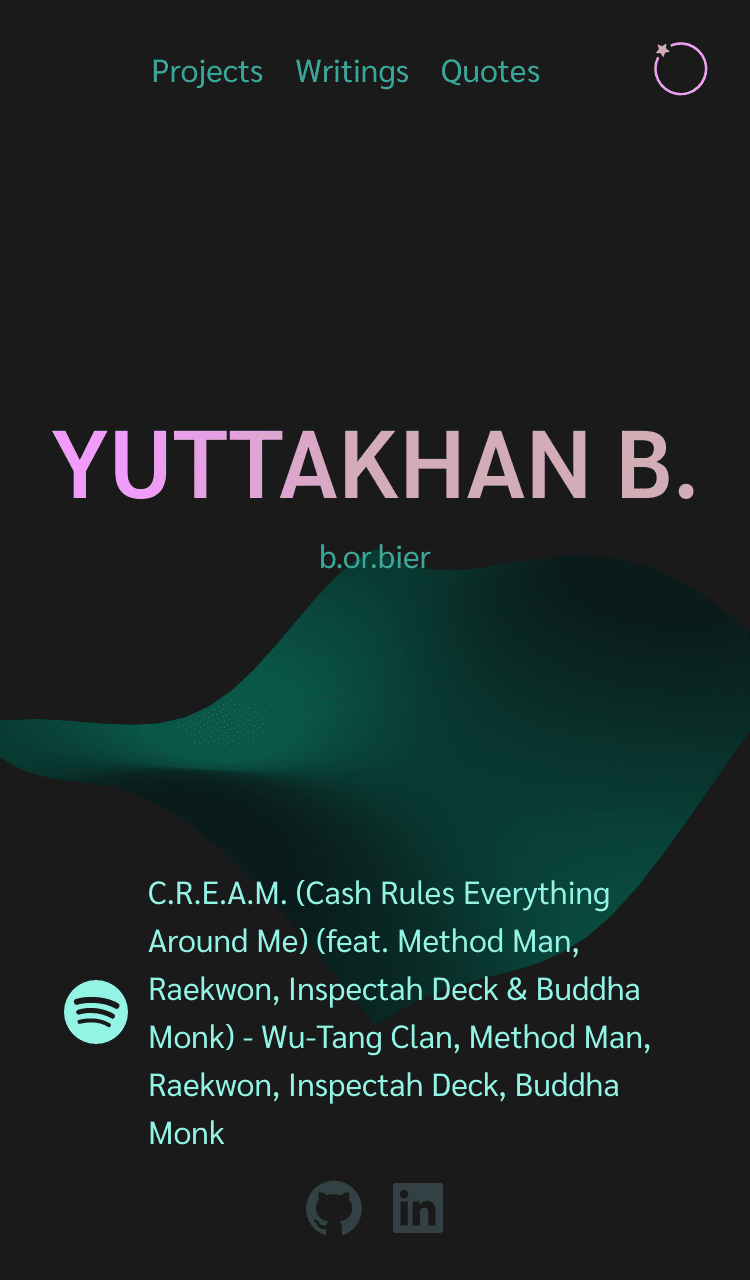 Projects Writings Quotes
YUTTAKHAN B.
b.or.bier
C.R.E.A.M. (Cash Rules Everything
Around Me) (feat. Method Man,
Raekwon, Inspectah Deck & Buddha
Monk) - Wu-Tang Clan, Method Man,
Raekwon, Inspectah Deck, Buddha
Monk
in